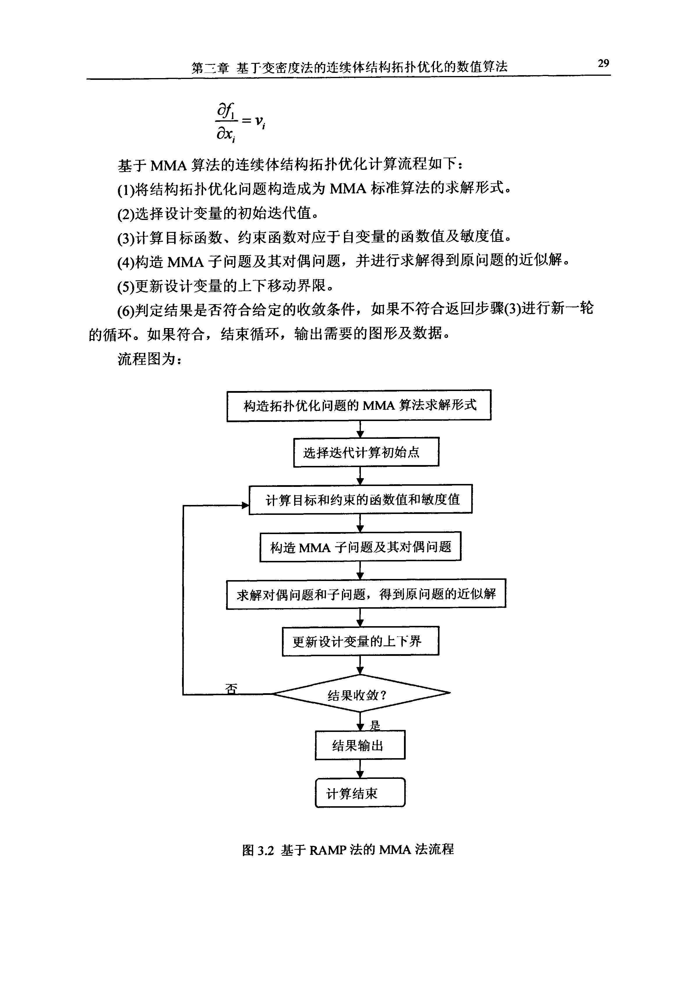 第三章 基于变密度法的连续体结构拓扑优化的数值算法 29
∂f₁/∂xᵢ = vᵢ
基于 MMA 算法的连续体结构拓扑优化计算流程如下：
(1)将结构拓扑优化问题构造成为 MMA 标准算法的求解形式。
(2)选择设计变量的初始迭代值。
(3)计算目标函数、约束函数对应于自变量的函数值及敏度值。
(4)构造 MMA 子问题及其对偶问题，并进行求解得到原问题的近似解。
(5)更新设计变量的上下移动界限。
(6)判定结果是否符合给定的收敛条件，如果不符合返回步骤(3)进行新一轮
的循环。如果符合，结束循环，输出需要的图形及数据。
流程图为：
构造拓扑优化问题的 MMA 算法求解形式
选择迭代计算初始点
计算目标和约束的函数值和敏度值
构造 MMA 子问题及其对偶问题
求解对偶问题和子问题，得到原问题的近似解
更新设计变量的上下界
否
结果收敛？
是
结果输出
计算结束
图 3.2 基于 RAMP 法的 MMA 法流程